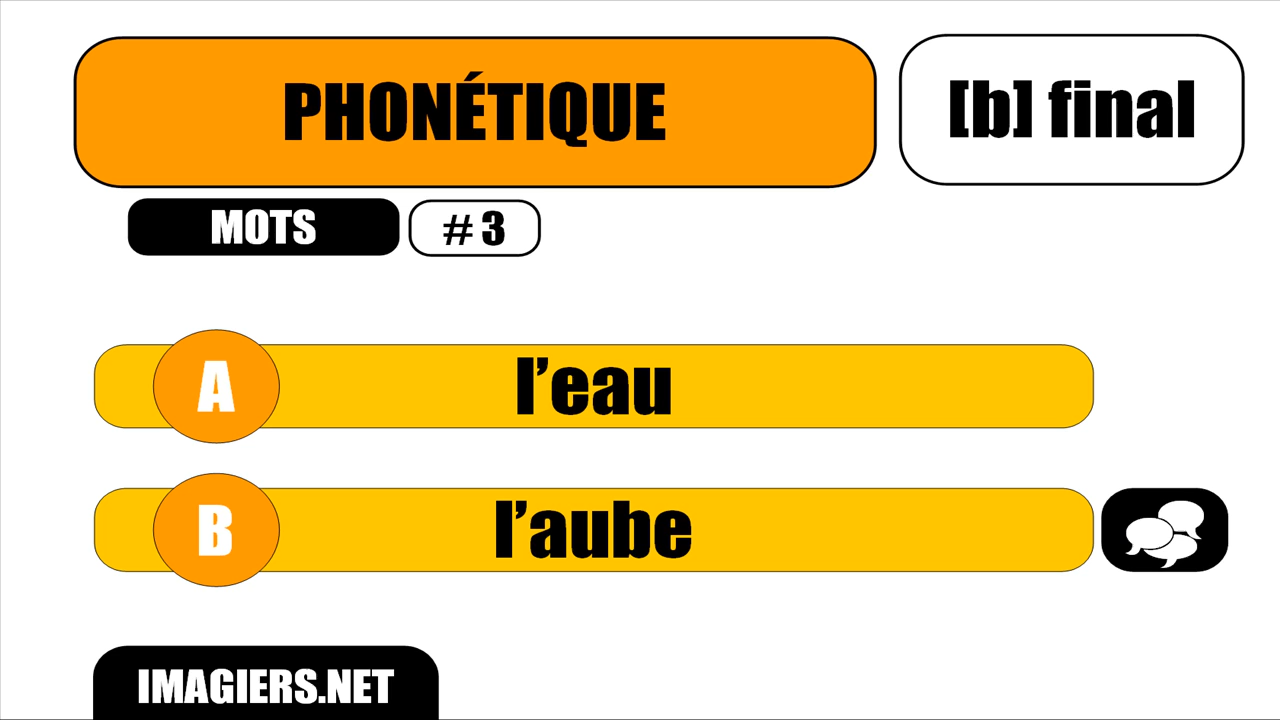 PHONÉTIQUE
[b] final
MOTS
# 3
A
l’eau
B
l’aube
IMAGIERS.NET